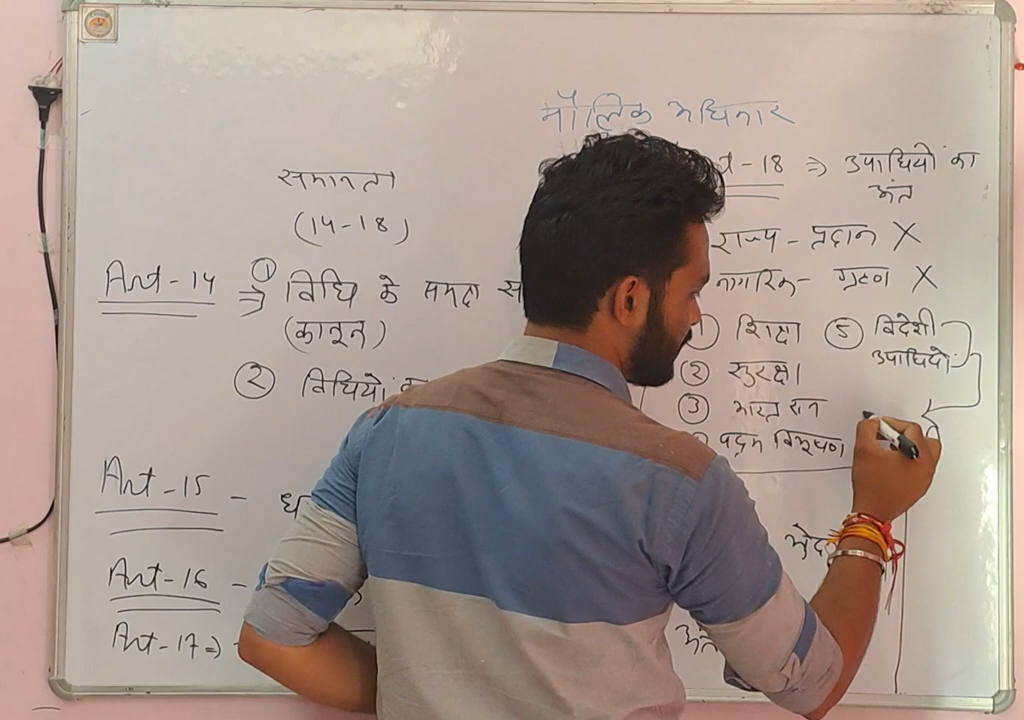 मौलिक अधिकार
समानता
(14-18)
Art-14 ⇒ ① विधि के समक्ष स
(कानून)
② विधियों का
Art-15 - ध
Art-16 -
Art-17 ⇒ -
t-18 ⇒ उपाधियों का
अंत
राज्य - प्रदान X
नागरिक - ग्रहण X
① शिक्षा
② सुरक्षा
③ भारत रत्न
पद्म विभूषण
⑤ विदेशी
उपाधियों